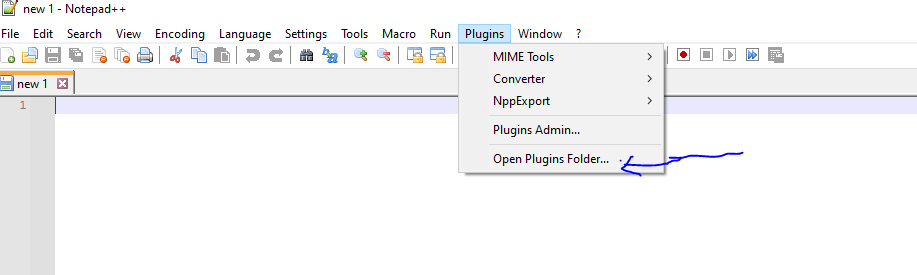 new 1 - Notepad++
File Edit Search View Encoding Language Settings Tools Macro Run Plugins Window ?
new 1
1
MIME Tools
Converter
NppExport
Plugins Admin...
Open Plugins Folder...